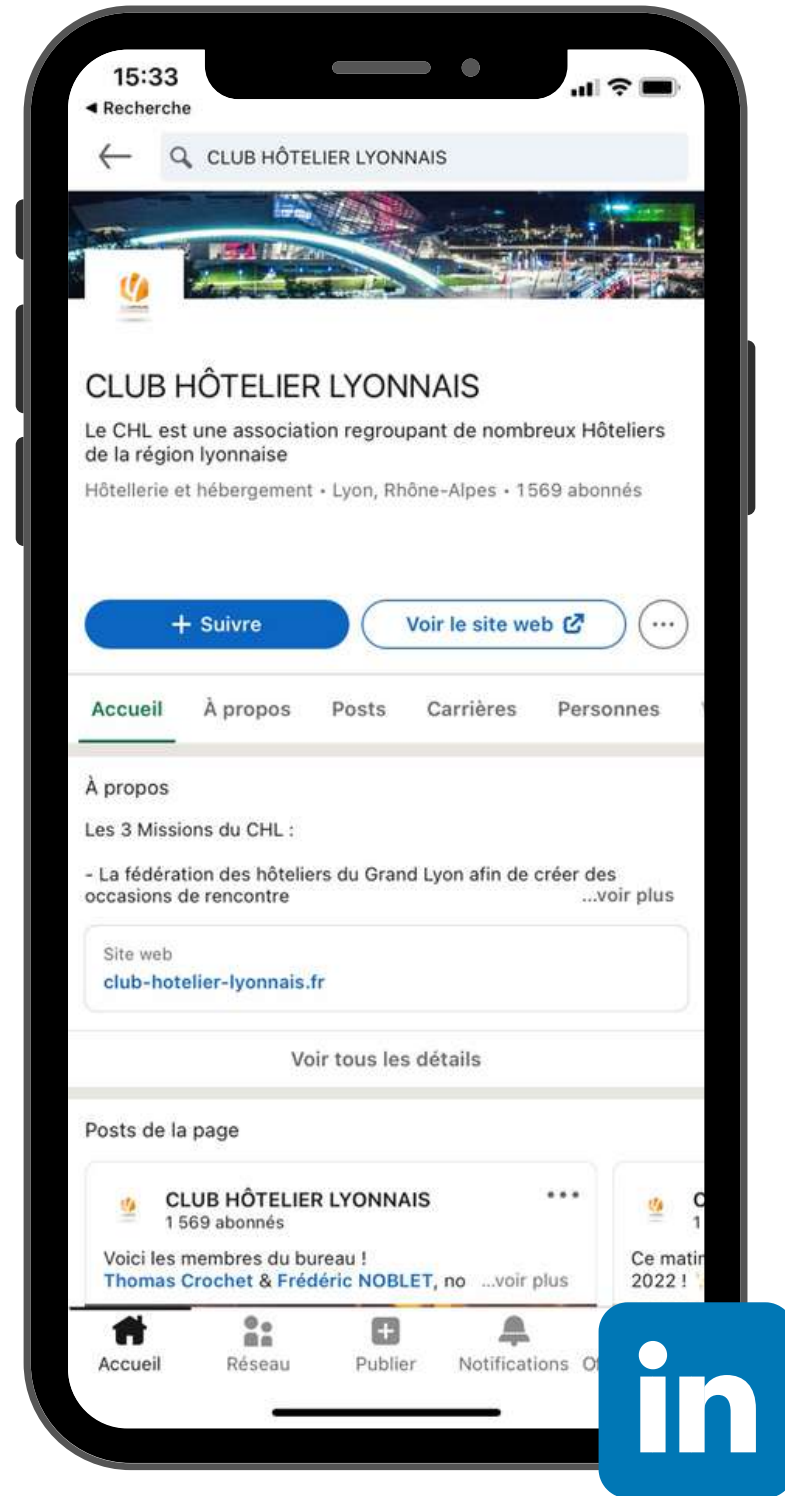 15:33
◀ Recherche
CLUB HÔTELIER LYONNAIS
CLUB HÔTELIER LYONNAIS
Le CHL est une association regroupant de nombreux Hôteliers
de la région lyonnaise
Hôtellerie et hébergement • Lyon, Rhône-Alpes • 1 569 abonnés
+ Suivre
Voir le site web
Accueil À propos Posts Carrières Personnes
À propos
Les 3 Missions du CHL :
- La fédération des hôteliers du Grand Lyon afin de créer des
occasions de rencontre ...voir plus
Site web
club-hotelier-lyonnais.fr
Voir tous les détails
Posts de la page
CLUB HÔTELIER LYONNAIS
1 569 abonnés
Voici les membres du bureau !
Thomas Crochet & Frédéric NOBLET, no ...voir plus
C
1
Ce matin
2022 !
Accueil Réseau Publier Notifications Of
in